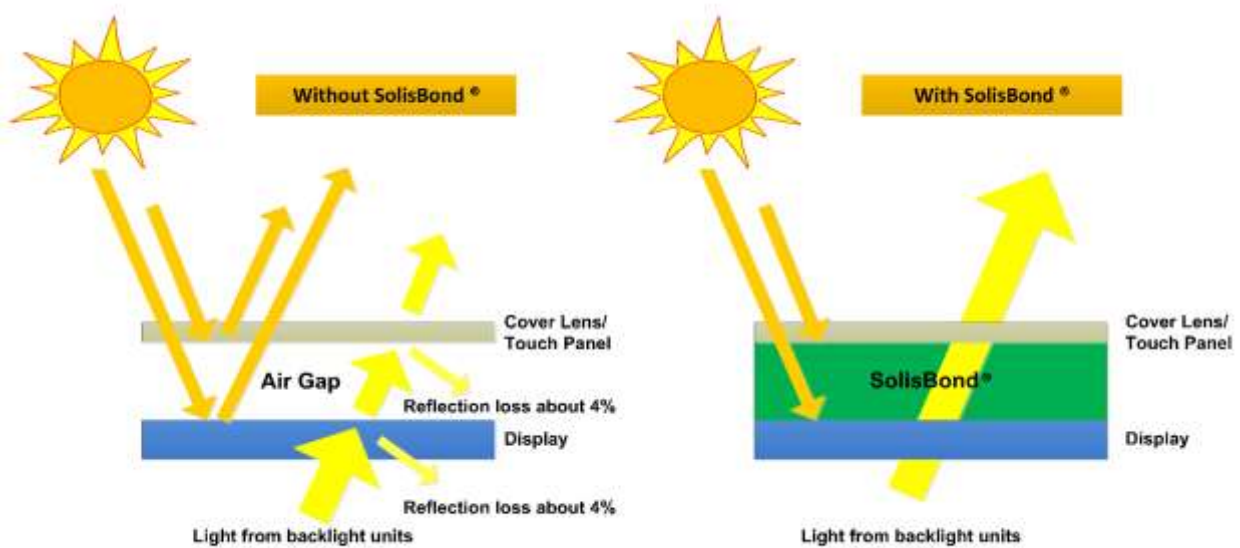 Without SolisBond ®
Cover Lens/
Touch Panel
Air Gap
Reflection loss about 4%
Display
Reflection loss about 4%
Light from backlight units
With SolisBond ®
Cover Lens/
Touch Panel
SolisBond®
Display
Light from backlight units